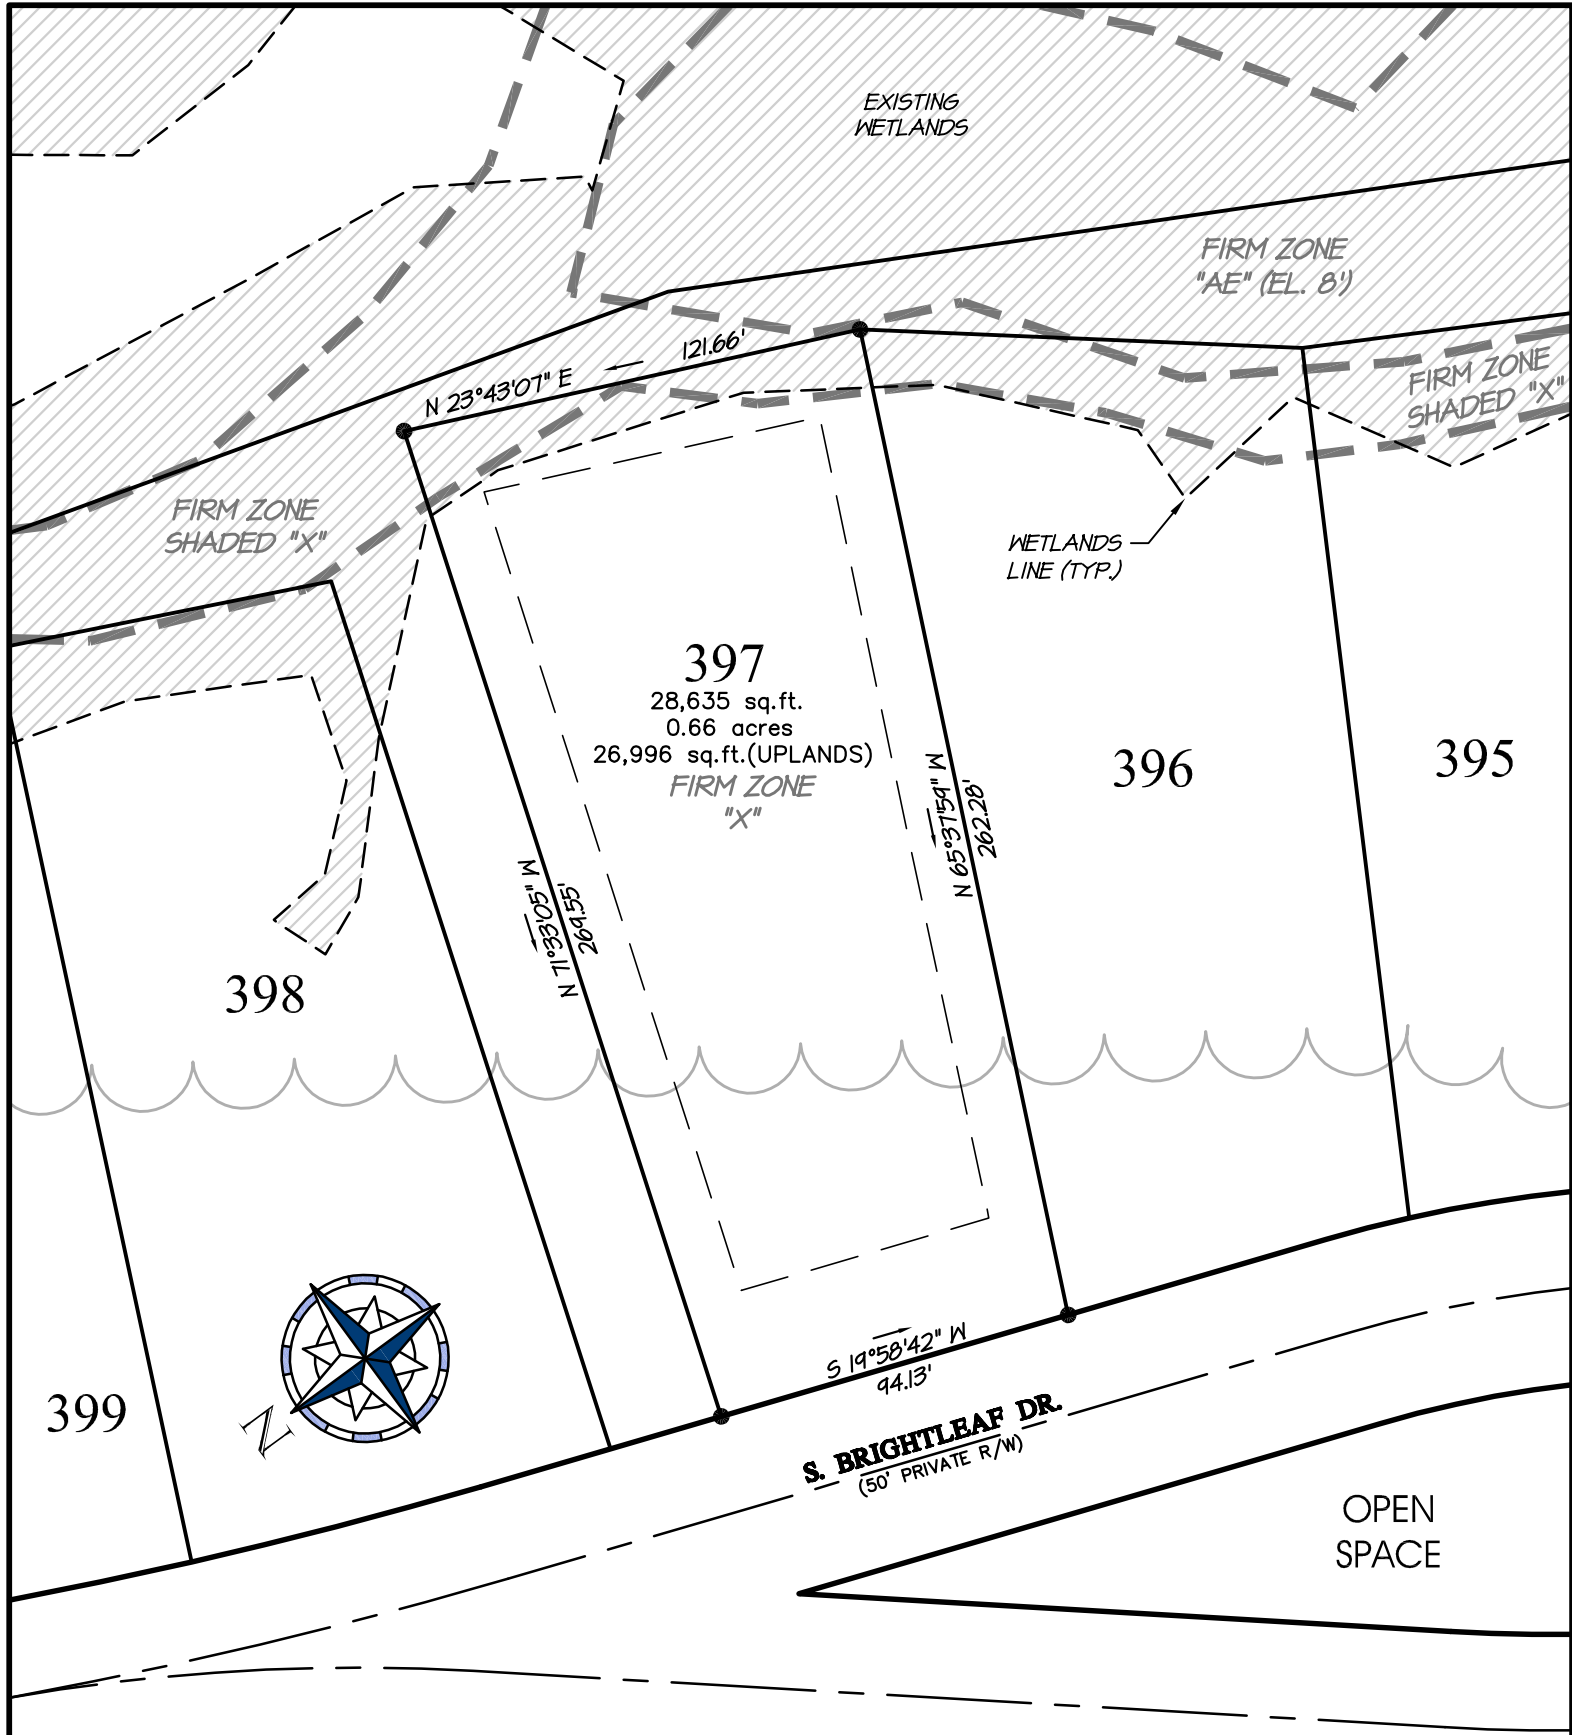 EXISTING
WETLANDS
FIRM ZONE
"AE" (EL. 8')
121.66'
N 23°43'07" E
FIRM ZONE
SHADED "X"
FIRM ZONE
SHADED "X"
WETLANDS
LINE (TYP.)
397
28,635 sq.ft.
0.66 acres
26,996 sq.ft.(UPLANDS)
FIRM ZONE
"X"
N 65°37'59" W
262.28'
396
395
N 71°33'05" W
269.55'
398
399
N
S 19°58'42" W
94.13'
S. BRIGHTLEAF DR.
(50' PRIVATE R/W)
OPEN
SPACE